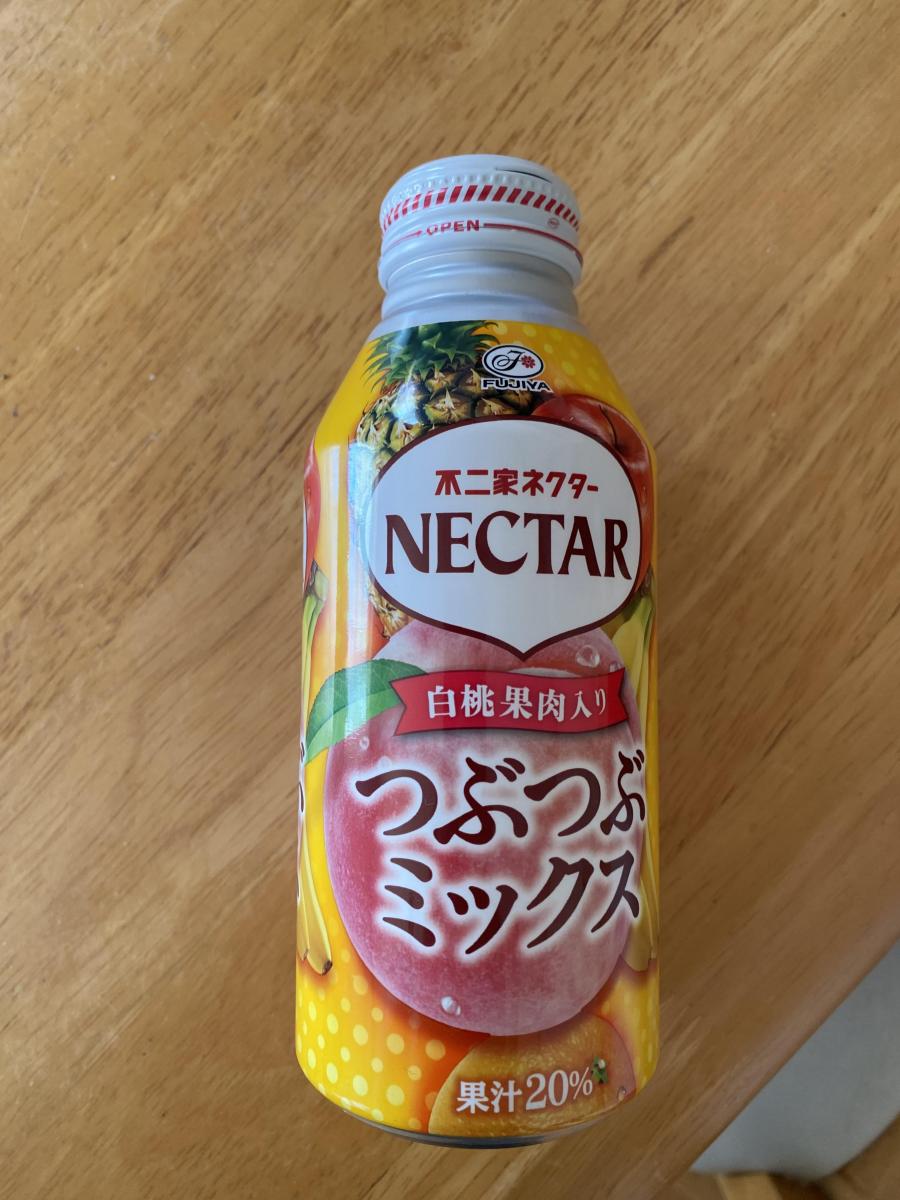 OPEN
FUJIYA
不二家ネクター
NECTAR
白桃果肉入り
つぶつぶ
ミックス
果汁20%